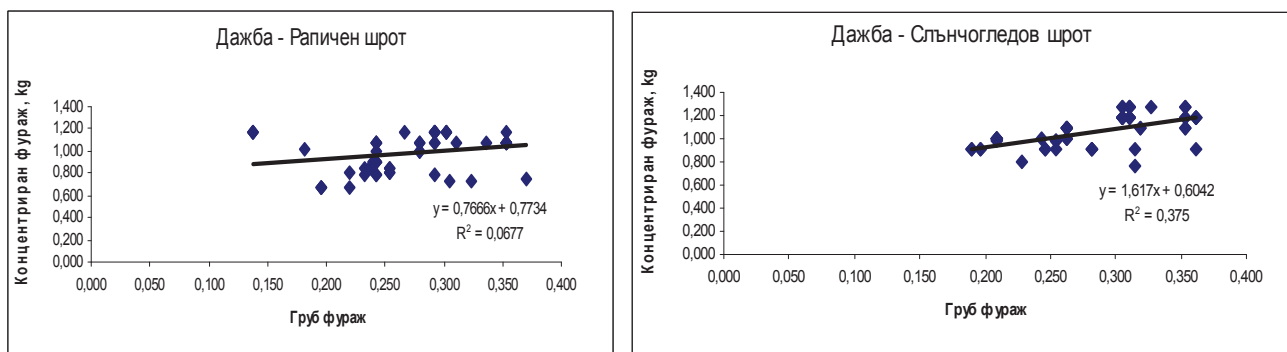 Дажба - Рапичен шрот
Концентриран фураж, kg
1,400
1,200
1,000
0,800
0,600
0,400
0,200
0,000
y = 0,7666x + 0,7734
R² = 0,0677
0,000 0,050 0,100 0,150 0,200 0,250 0,300 0,350 0,400
Груб фураж
Дажба - Слънчогледов шрот
Концентриран фураж, kg
1,400
1,200
1,000
0,800
0,600
0,400
0,200
0,000
y = 1,617x + 0,6042
R² = 0,375
0,000 0,050 0,100 0,150 0,200 0,250 0,300 0,350 0,400
Груб фураж